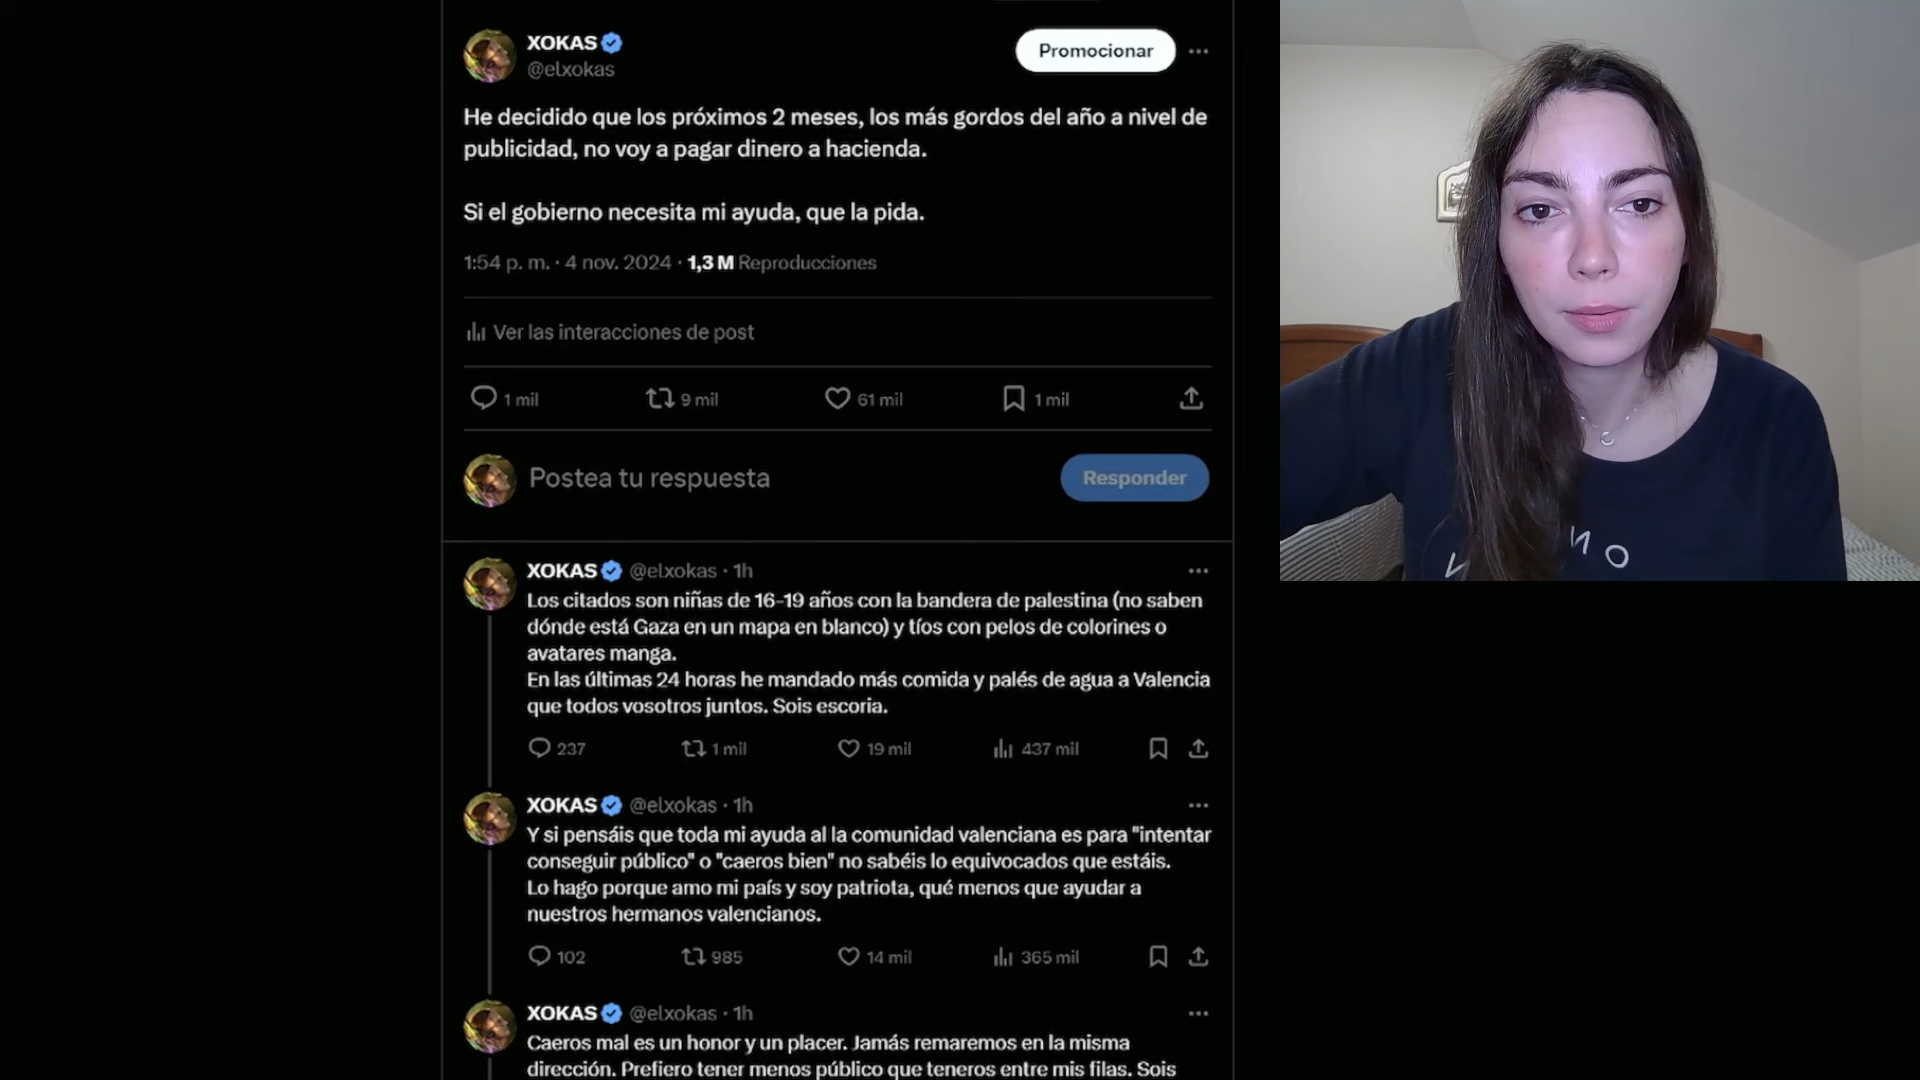 XOKAS
@elxokas
Promocionar
He decidido que los próximos 2 meses, los más gordos del año a nivel de
publicidad, no voy a pagar dinero a hacienda.
Si el gobierno necesita mi ayuda, que la pida.
1:54 p. m. · 4 nov. 2024 · 1,3 M Reproducciones
Ver las interacciones de post
1 mil 9 mil 61 mil 1 mil
Postea tu respuesta
Responder
XOKAS @elxokas · 1h
Los citados son niñas de 16-19 años con la bandera de palestina (no saben
dónde está Gaza en un mapa en blanco) y tíos con pelos de colorines o
avatares manga.
En las últimas 24 horas he mandado más comida y palés de agua a Valencia
que todos vosotros juntos. Sois escoria.
237 1 mil 19 mil 437 mil
XOKAS @elxokas · 1h
Y si pensáis que toda mi ayuda al la comunidad valenciana es para "intentar
conseguir público" o "caeros bien" no sabéis lo equivocados que estáis.
Lo hago porque amo mi país y soy patriota, qué menos que ayudar a
nuestros hermanos valencianos.
102 985 14 mil 365 mil
XOKAS @elxokas · 1h
Caeros mal es un honor y un placer. Jamás remaremos en la misma
dirección. Prefiero tener menos público que teneros entre mis filas. Sois